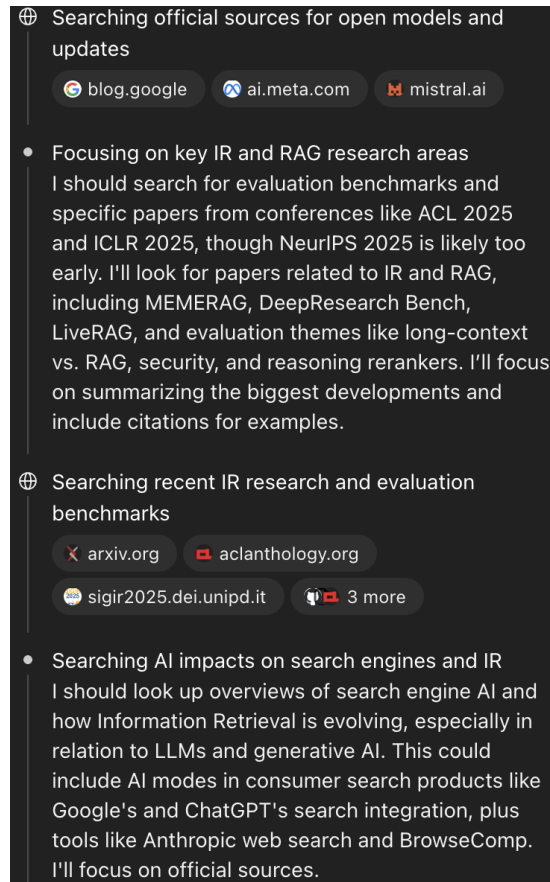 Searching official sources for open models and
updates
blog.google ai.meta.com mistral.ai
Focusing on key IR and RAG research areas
I should search for evaluation benchmarks and
specific papers from conferences like ACL 2025
and ICLR 2025, though NeurIPS 2025 is likely too
early. I'll look for papers related to IR and RAG,
including MEMERAG, DeepResearch Bench,
LiveRAG, and evaluation themes like long-context
vs. RAG, security, and reasoning rerankers. I’ll focus
on summarizing the biggest developments and
include citations for examples.
Searching recent IR research and evaluation
benchmarks
arxiv.org aclanthology.org
2025 sigir2025.dei.unipd.it 3 more
Searching AI impacts on search engines and IR
I should look up overviews of search engine AI and
how Information Retrieval is evolving, especially in
relation to LLMs and generative AI. This could
include AI modes in consumer search products like
Google's and ChatGPT's search integration, plus
tools like Anthropic web search and BrowseComp.
I'll focus on official sources.